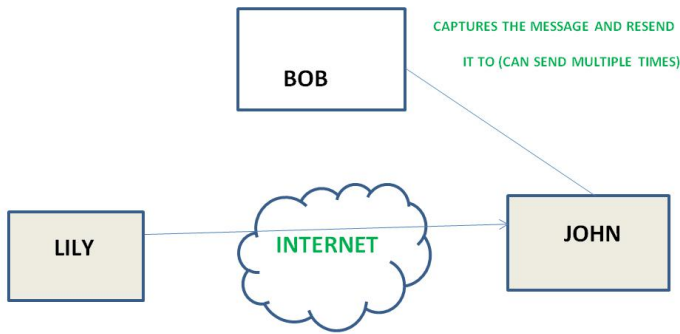 CAPTURES THE MESSAGE AND RESEND
IT TO (CAN SEND MULTIPLE TIMES)
BOB
LILY
INTERNET
JOHN